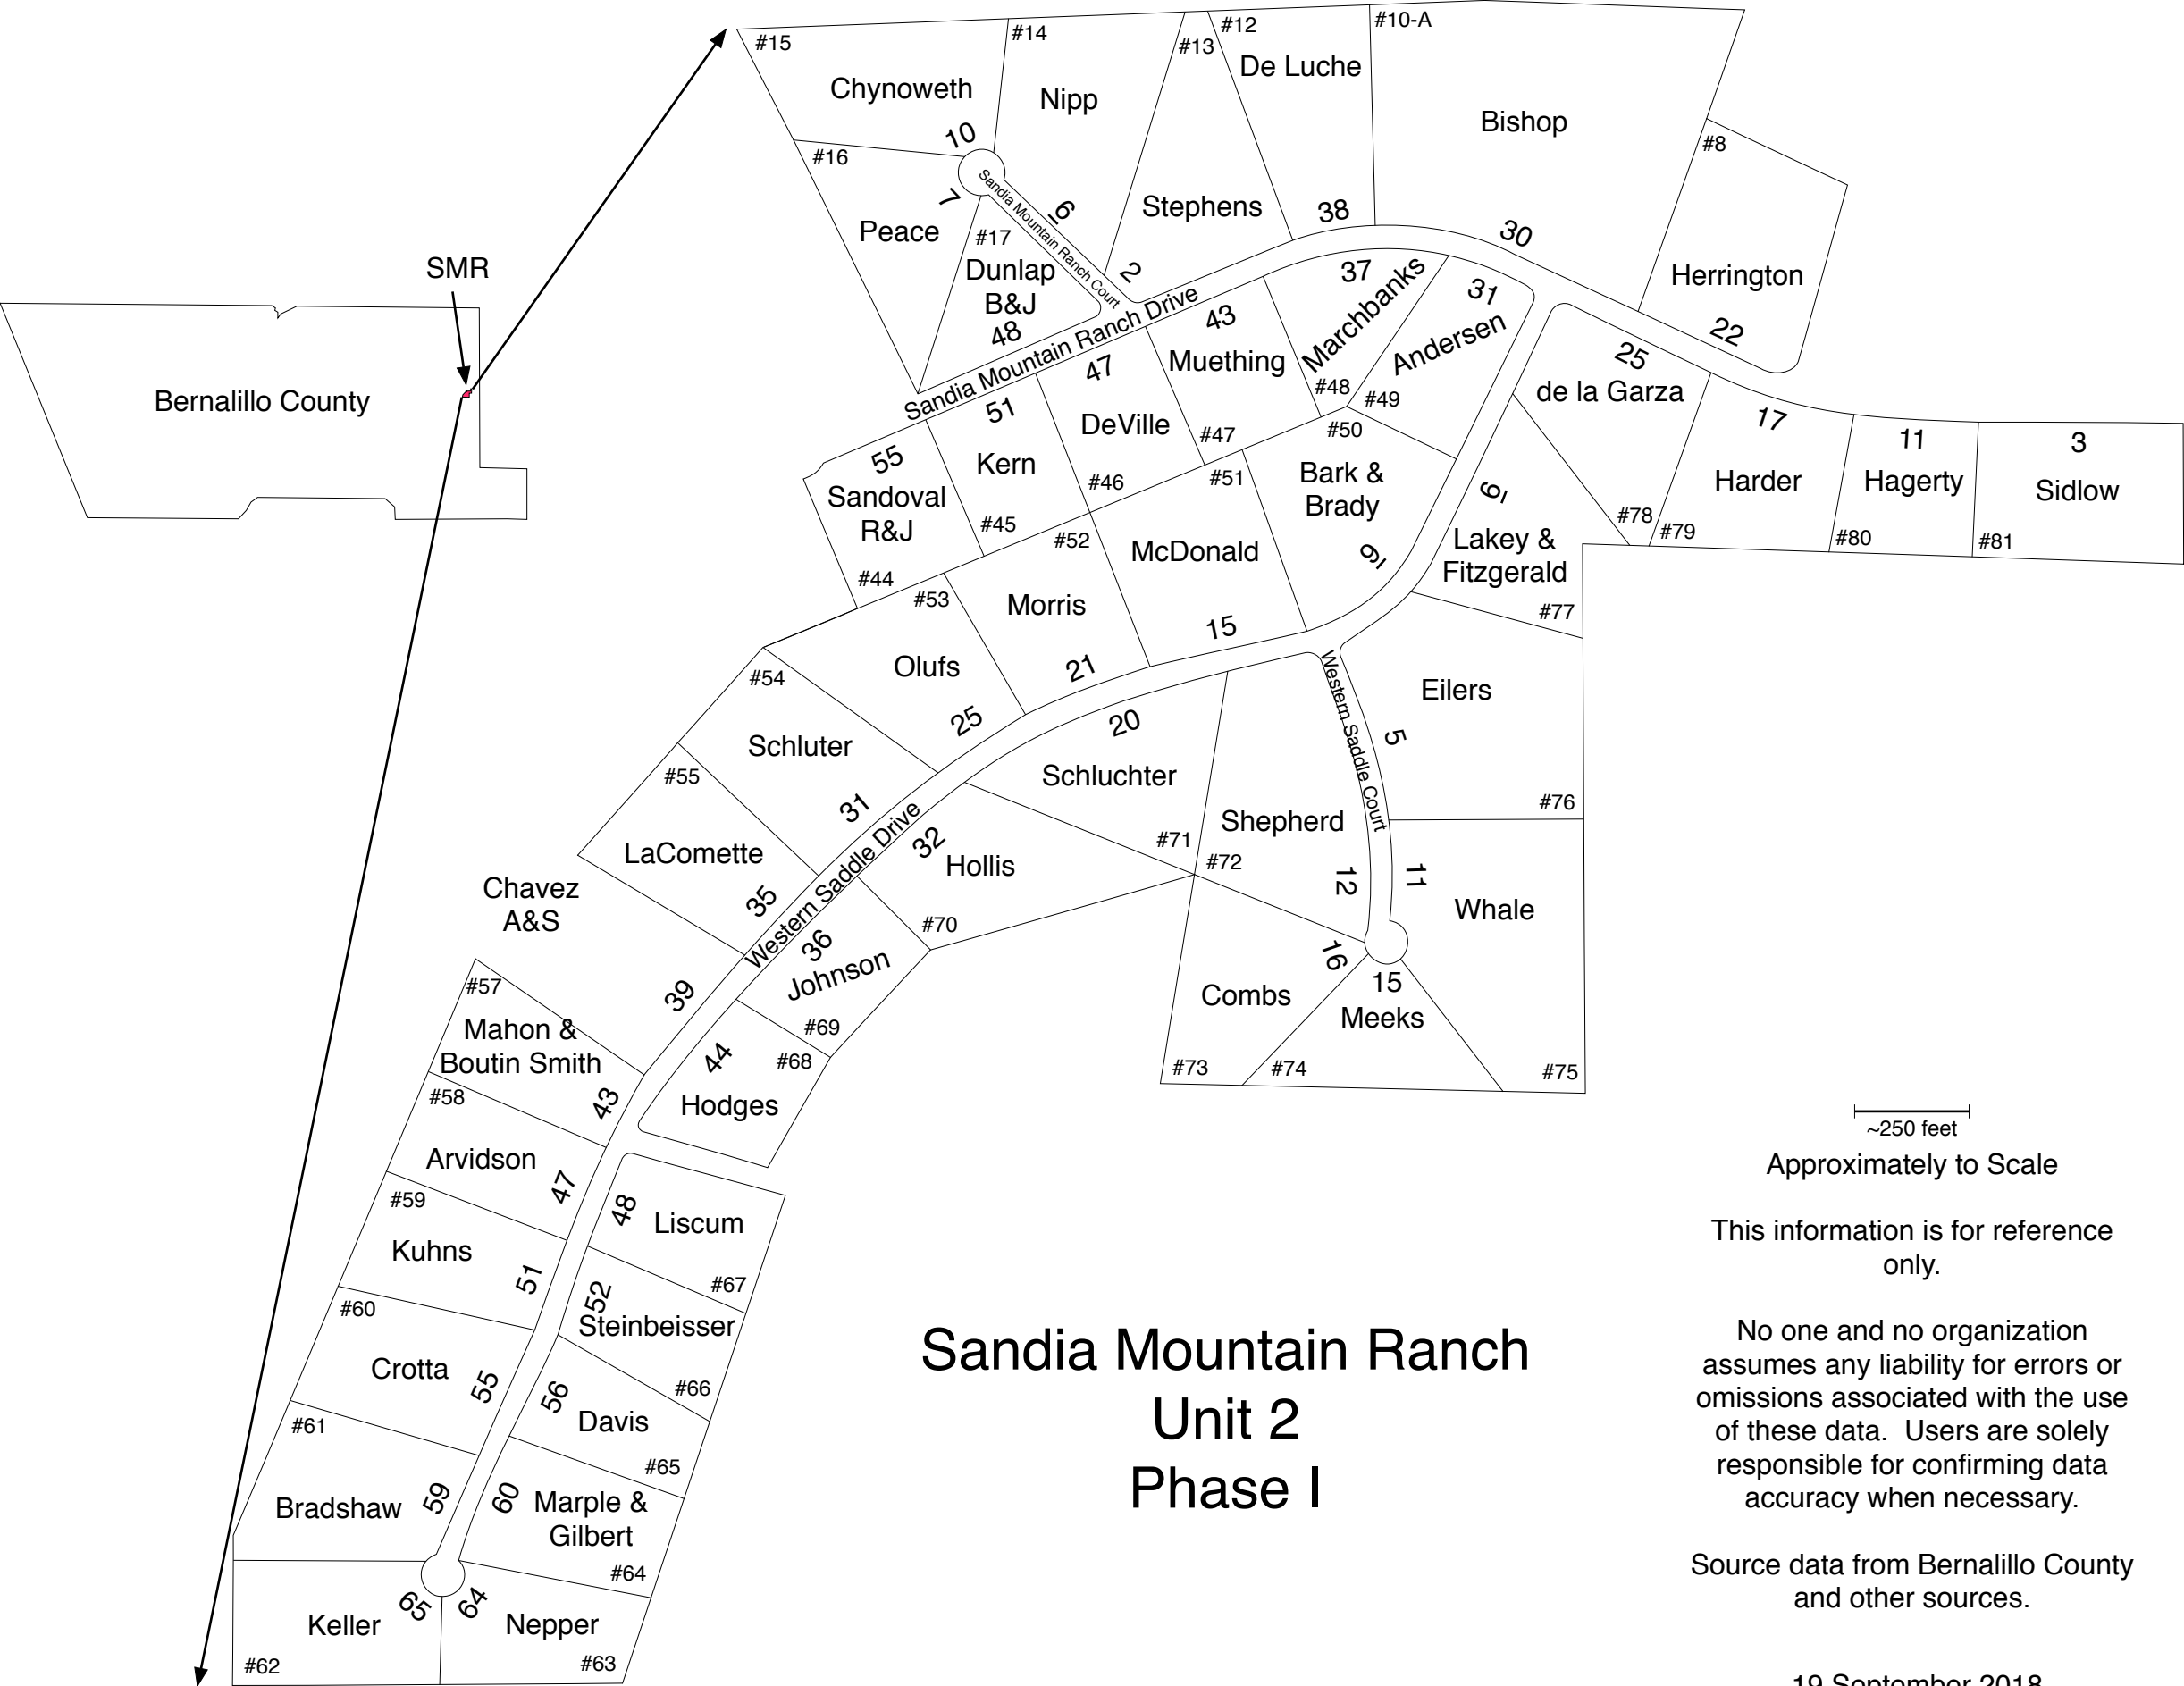 #15
Chynoweth
10
#14
Nipp
6
#13
Stephens
2
#12
De Luche
38
#10-A
Bishop
30
#8
Herrington
22
#16
Peace
7
#17
Dunlap
B&J
48
Sandia Mountain Ranch Court
Sandia Mountain Ranch Drive
SMR
Bernalillo County
55
Sandoval
R&J
#44
51
Kern
#45
47
DeVille
#46
43
Muething
#47
37
Marchbanks
#48
31
Andersen
#49
#50
Bark &
Brady
9
25
de la Garza
#78
17
Harder
#79
11
Hagerty
#80
3
Sidlow
#81
6
Lakey &
Fitzgerald
#77
#51
McDonald
15
#52
Morris
21
#53
Olufs
25
#54
Schluter
31
#55
LaComette
35
Chavez
A&S
39
Western Saddle Drive
Western Saddle Court
Eilers
5
#76
20
Schluchter
#71
Shepherd
#72
12
11
Whale
#75
32
Hollis
#70
36
Johnson
#69
16
Combs
#73
15
Meeks
#74
44
#68
Hodges
#57
Mahon &
Boutin Smith
43
#58
Arvidson
47
#59
Kuhns
51
#60
Crotta
55
#61
Bradshaw
59
Keller
65
#62
48
Liscum
#67
52
Steinbeisser
#66
56
Davis
#65
60
Marple &
Gilbert
#64
64
Nepper
#63
Sandia Mountain Ranch
Unit 2
Phase I
~250 feet
Approximately to Scale
This information is for reference
only.
No one and no organization
assumes any liability for errors or
omissions associated with the use
of these data.  Users are solely
responsible for confirming data
accuracy when necessary.
Source data from Bernalillo County
and other sources.
19 September 2018